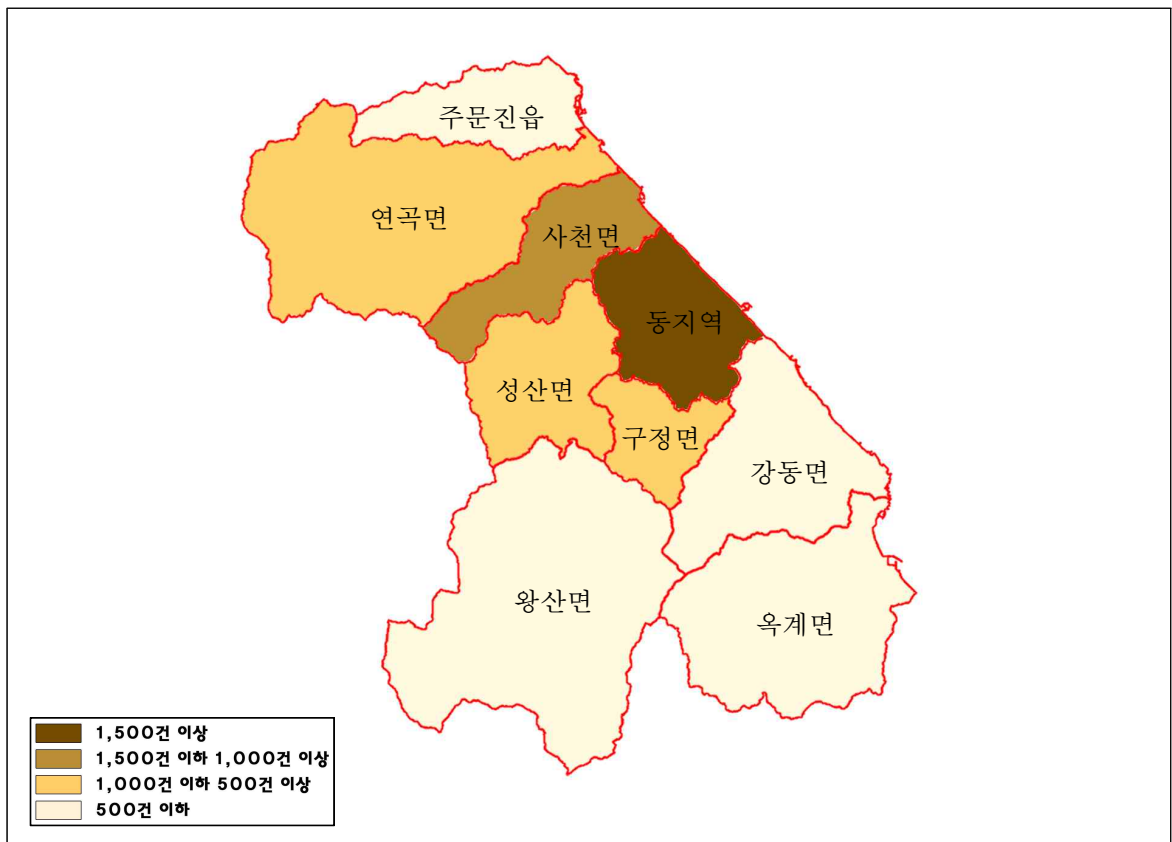 주문진읍
연곡면
사천면
동지역
성산면
구정면
강동면
왕산면
옥계면
1,500건 이상
1,500건 이하 1,000건 이상
1,000건 이하 500건 이상
500건 이하